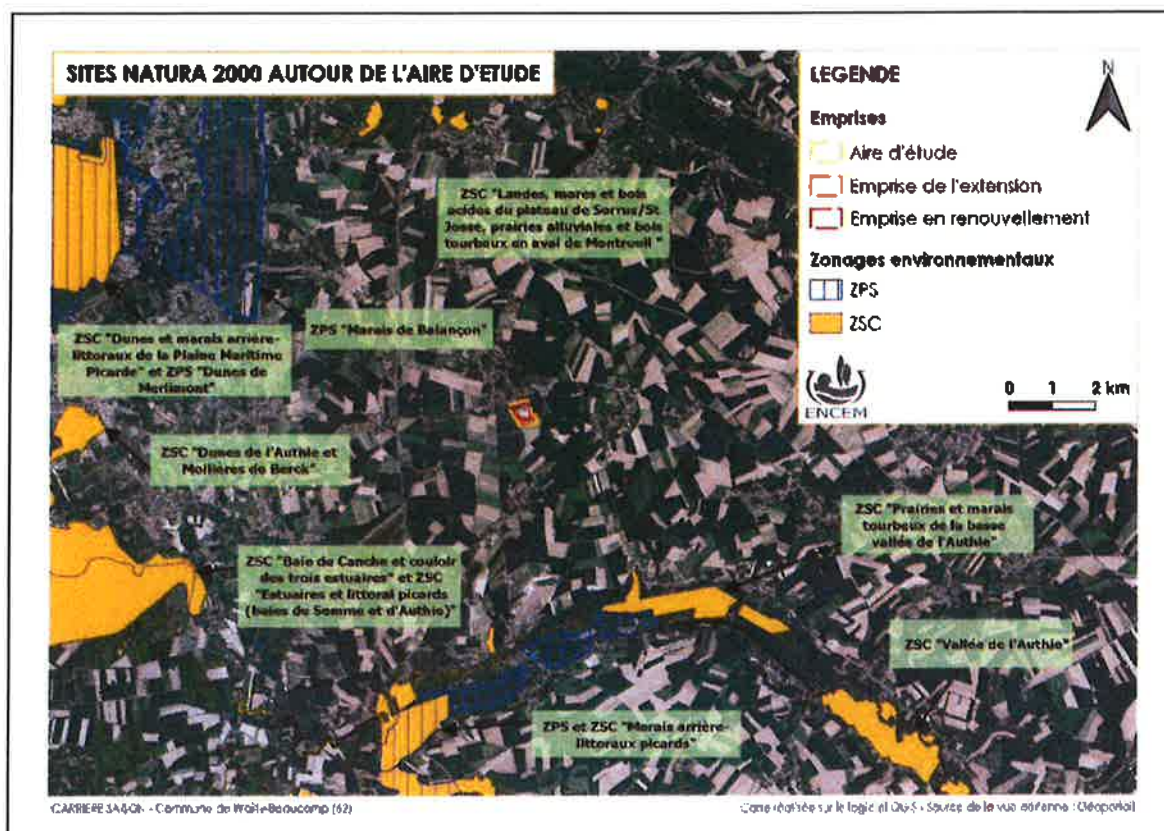 SITES NATURA 2000 AUTOUR DE L'AIRE D'ETUDE
LEGENDE
N
Emprises
Aire d'étude
Emprise de l'extension
Emprise en renouvellement
Zonages environnementaux
ZPS
ZSC
ENCEM
0 1 2 km
ZSC "Landes, mares et bois
acides du plateau de Sorrus/St
Josse, prairies alluviales et bois
tourbeux en aval de Montreuil "
ZPS "Marais de Balançon"
ZSC "Dunes et marais arrière-
littoraux de la Plaine Maritime
Picarde" et ZPS "Dunes de
Merlimont"
ZSC "Dunes de l'Authie et
Mollières de Berck"
ZSC "Prairies et marais
tourbeux de la basse
vallée de l'Authie"
ZSC "Baie de Canche et couloir
des trois estuaires" et ZSC
"Estuaires et littoral picards
(baies de Somme et d'Authie)"
ZSC "Vallée de l'Authie"
ZPS et ZSC "Marais arrière-
littoraux picards"
CARRIERE - Commune de (62)
Carte réalisée sur le logiciel QGIS - Source de la vue aérienne : Géoportail